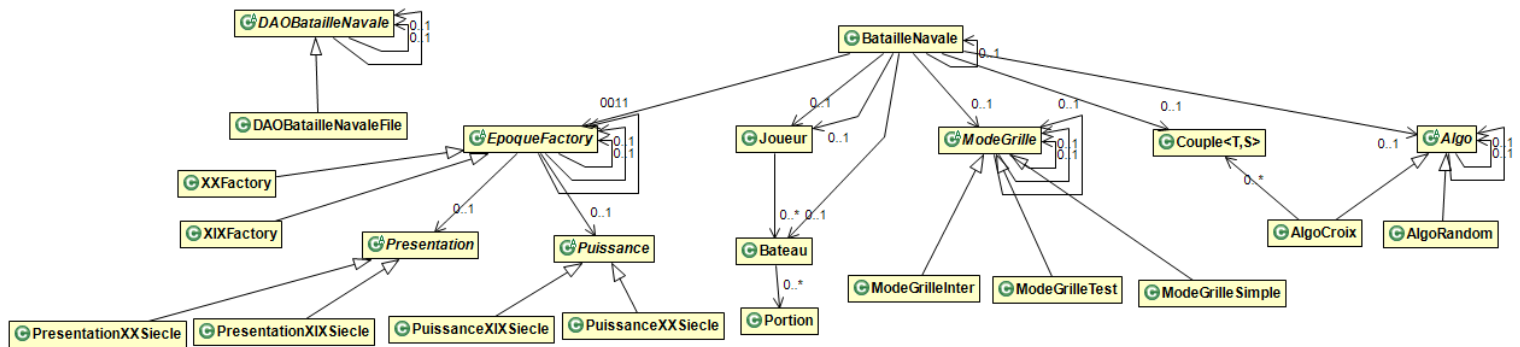 DAOBatailleNavale
0..1
0..1
BatailleNavale
0..1
DAOBatailleNavaleFile
0011
EpoqueFactory
0..1
0..1
0..1
Joueur
0..1
0..1
0..1
ModeGrille
0..1
0..1
0..1
Couple<T,S>
0..1
Algo
0..1
0..1
XXFactory
XIXFactory
0..1
0..1
0..*
0..1
0..*
Presentation
Puissance
Bateau
AlgoCroix
AlgoRandom
0..*
ModeGrilleInter
ModeGrilleTest
ModeGrilleSimple
PresentationXXSiecle
PresentationXIXSiecle
PuissanceXIXSiecle
PuissanceXXSiecle
Portion